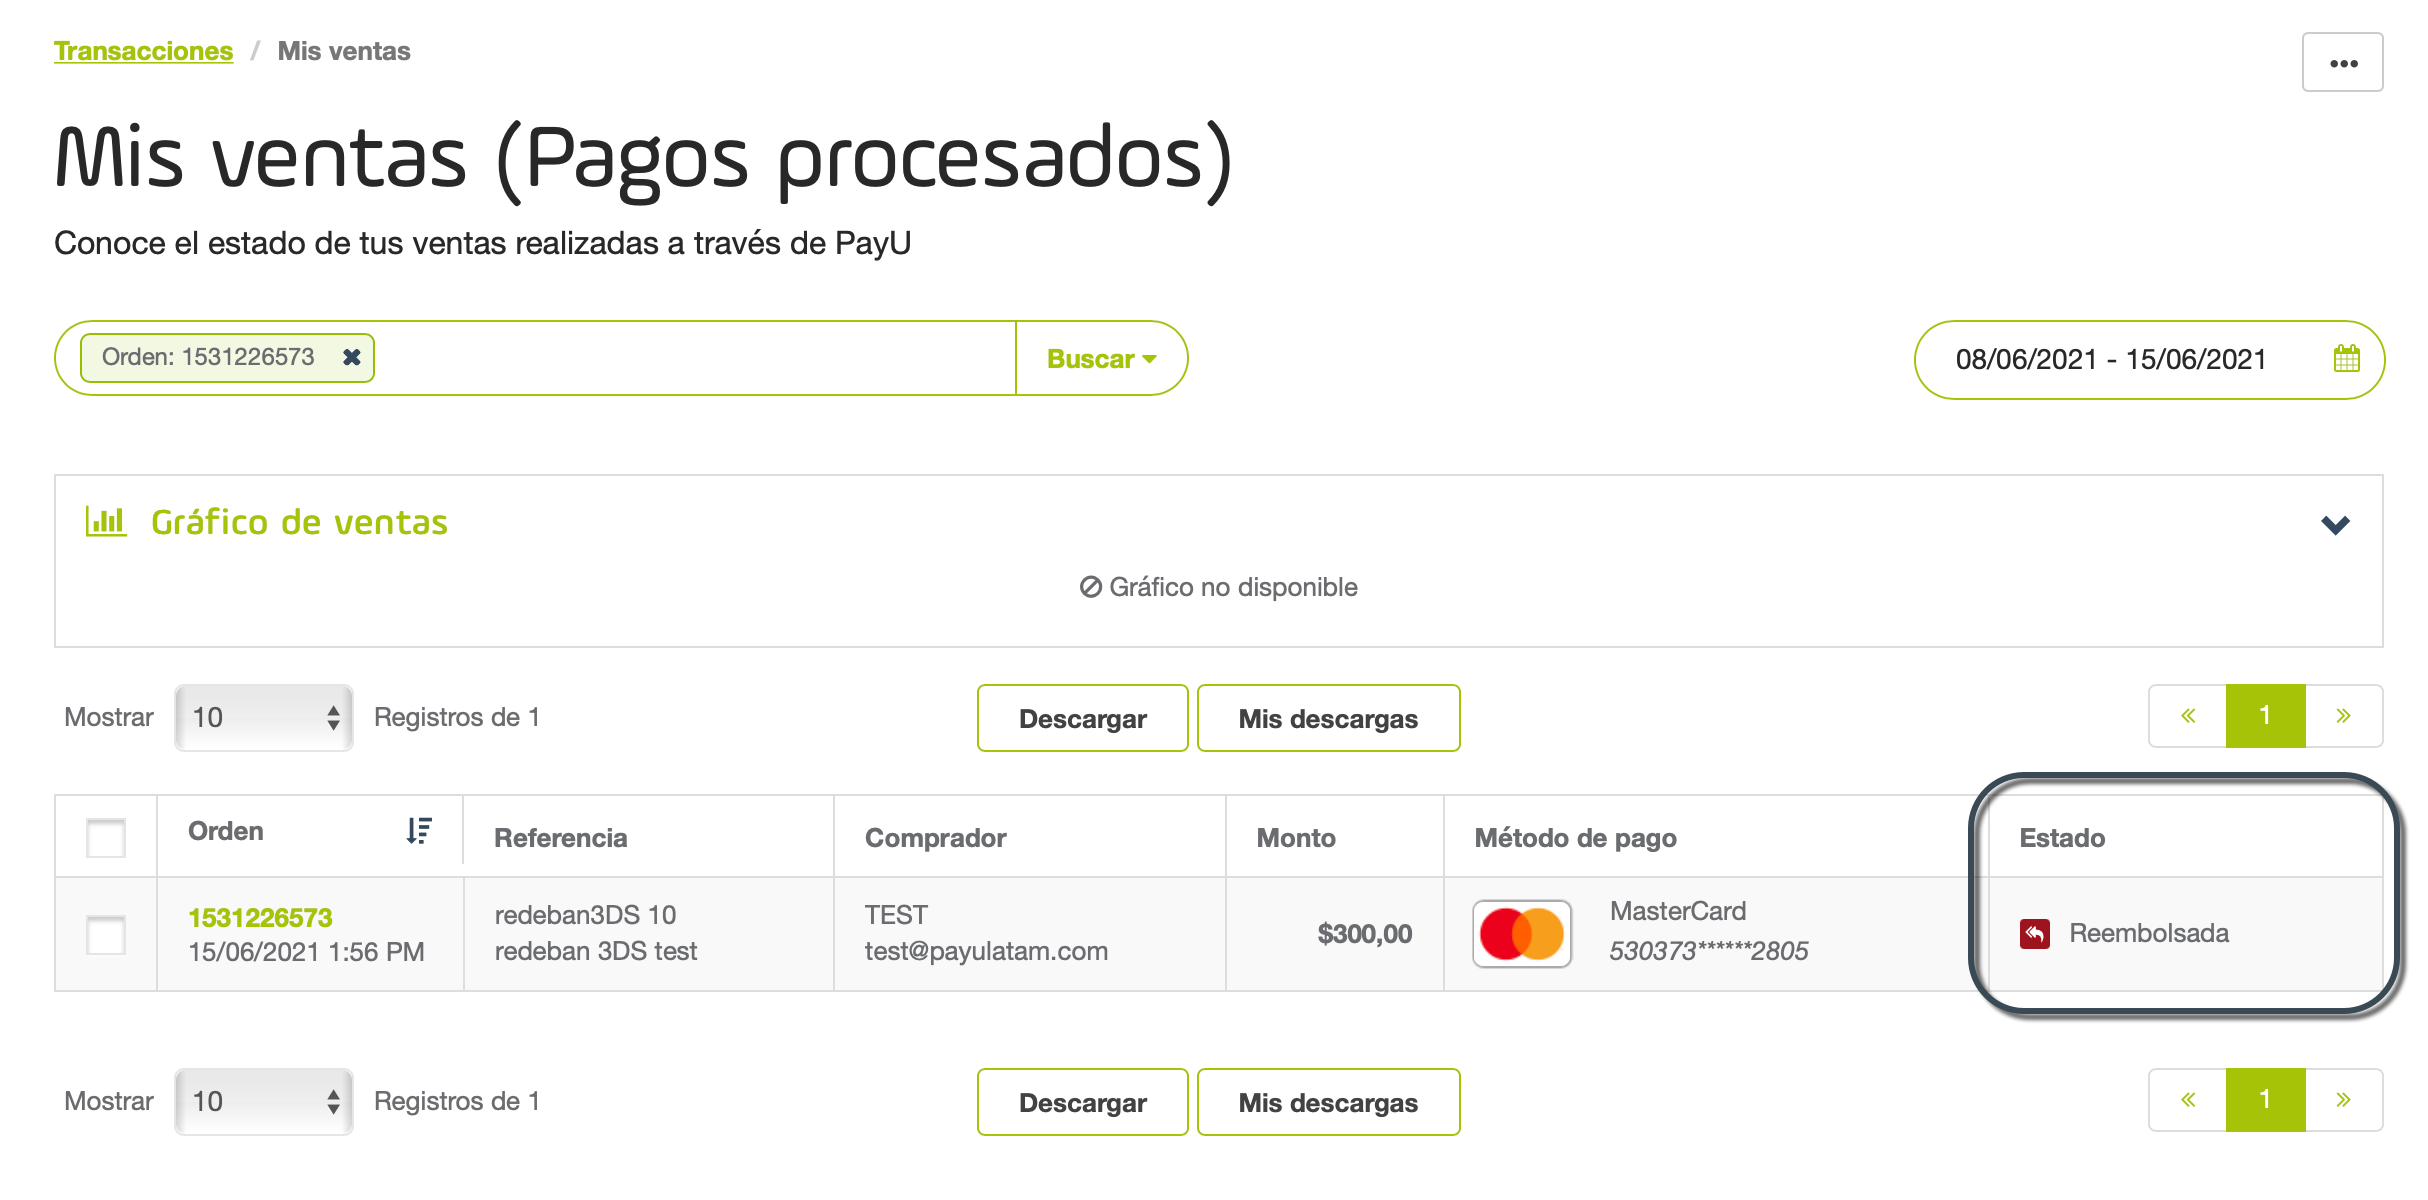 Transacciones / Mis ventas
•••
Mis ventas (Pagos procesados)
Conoce el estado de tus ventas realizadas a través de PayU
Orden: 1531226573 ✖
Buscar
08/06/2021 - 15/06/2021
Gráfico de ventas
Gráfico no disponible
Mostrar 10 Registros de 1
Descargar
Mis descargas
« 1 »
Orden Referencia Comprador Monto Método de pago Estado
1531226573
15/06/2021 1:56 PM
redeban3DS 10
redeban 3DS test
TEST
test@payulatam.com
$300,00
MasterCard
530373******2805
Reembolsada
Mostrar 10 Registros de 1
Descargar
Mis descargas
« 1 »